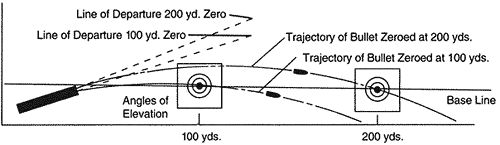 Line of Departure 200 yd. Zero
Line of Departure 100 yd. Zero
Trajectory of Bullet Zeroed at 200 yds.
Trajectory of Bullet Zeroed at 100 yds.
Angles of
Elevation
Base Line
100 yds.
200 yds.